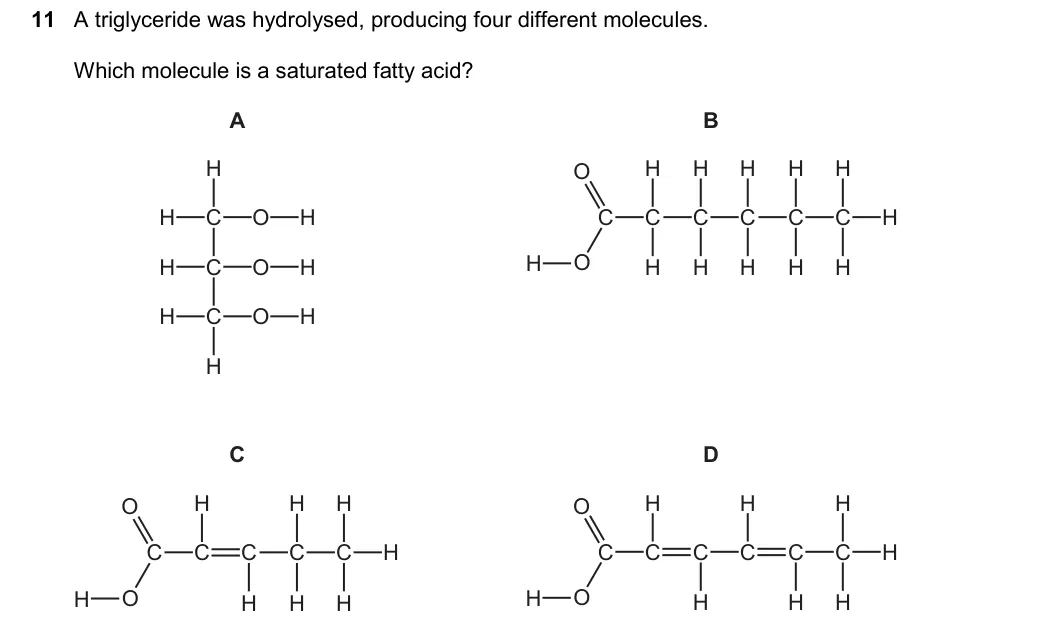 11 A triglyceride was hydrolysed, producing four different molecules.
Which molecule is a saturated fatty acid?
A
H
H C O H
H C O H
H C O H
H
B
O H H H H H
C C C C C C H
H O H H H H H
C
O H H H
C C C C C H
H O H H H
D
O H H H
C C C C C C H
H O H H H